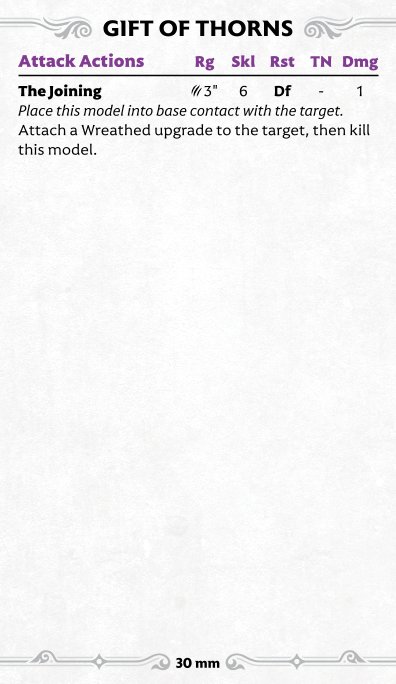 GIFT OF THORNS
Attack Actions Rg Skl Rst TN Dmg
The Joining 3" 6 Df - 1
Place this model into base contact with the target.
Attach a Wreathed upgrade to the target, then kill
this model.
30 mm